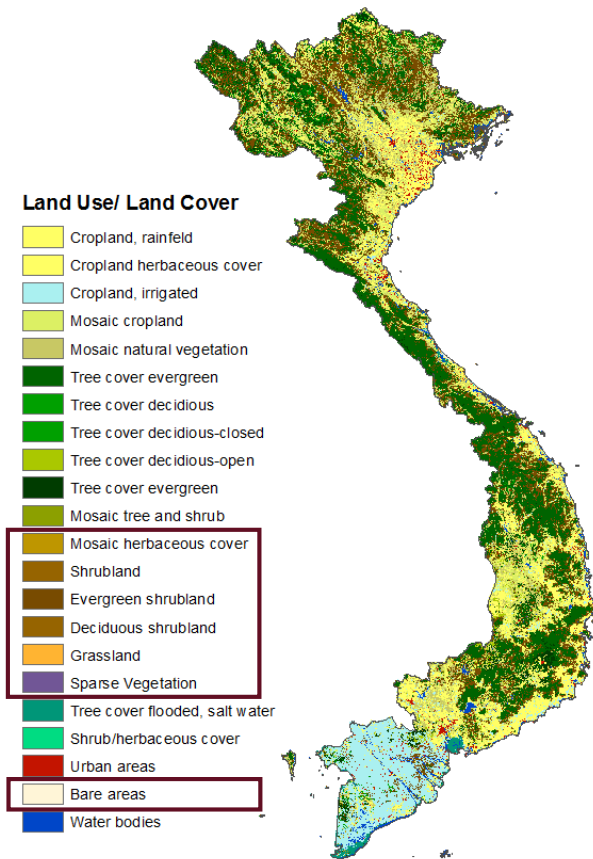 Land Use/ Land Cover
Cropland, rainfeld
Cropland herbaceous cover
Cropland, irrigated
Mosaic cropland
Mosaic natural vegetation
Tree cover evergreen
Tree cover decidious
Tree cover decidious-closed
Tree cover decidious-open
Tree cover evergreen
Mosaic tree and shrub
Mosaic herbaceous cover
Shrubland
Evergreen shrubland
Deciduous shrubland
Grassland
Sparse Vegetation
Tree cover flooded, salt water
Shrub/herbaceous cover
Urban areas
Bare areas
Water bodies